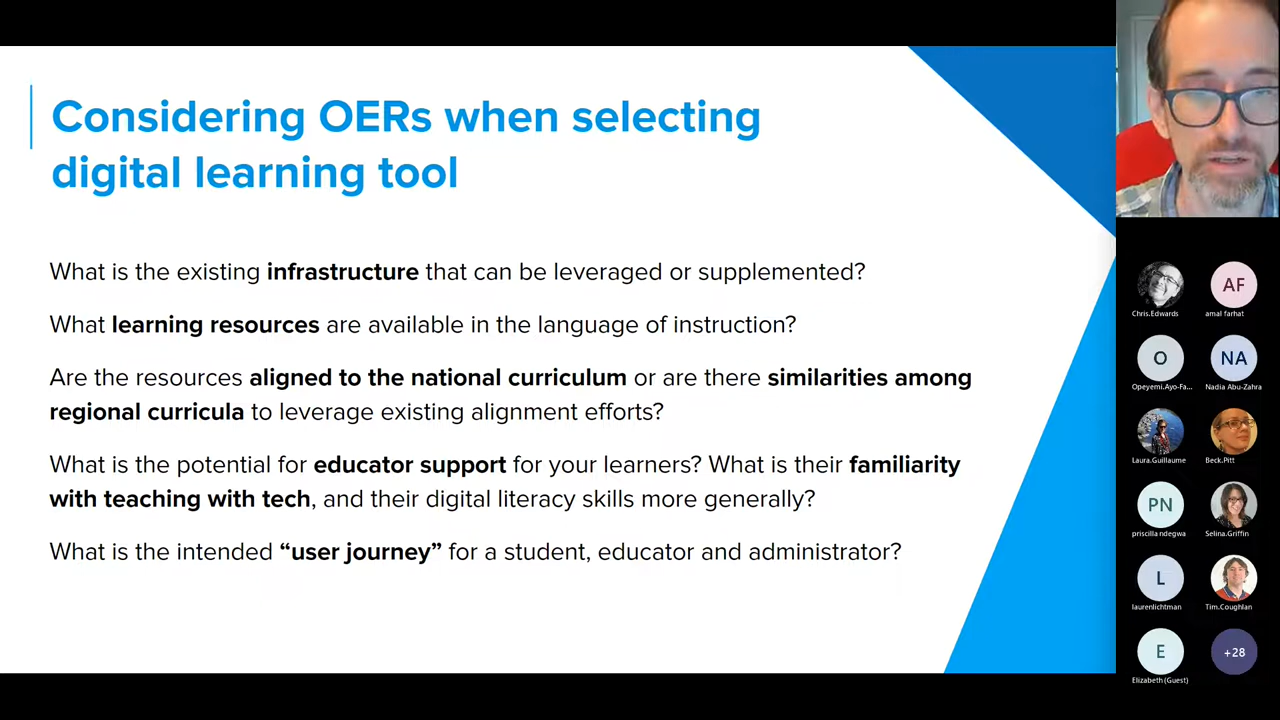 Considering OERs when selecting
digital learning tool
What is the existing infrastructure that can be leveraged or supplemented?
What learning resources are available in the language of instruction?
Are the resources aligned to the national curriculum or are there similarities among
regional curricula to leverage existing alignment efforts?
What is the potential for educator support for your learners? What is their familiarity
with teaching with tech, and their digital literacy skills more generally?
What is the intended “user journey” for a student, educator and administrator?
Chris.Edwards
AF
amal farhat
O
Opeyemi.Ayo-Fa...
NA
Nadia Abu-Zahra
Laura.Guillaume
Beck.Pitt
PN
priscilla ndegwa
Selina.Griffin
L
laurenlichtman
Tim.Coughlan
E
Elizabeth (Guest)
+28